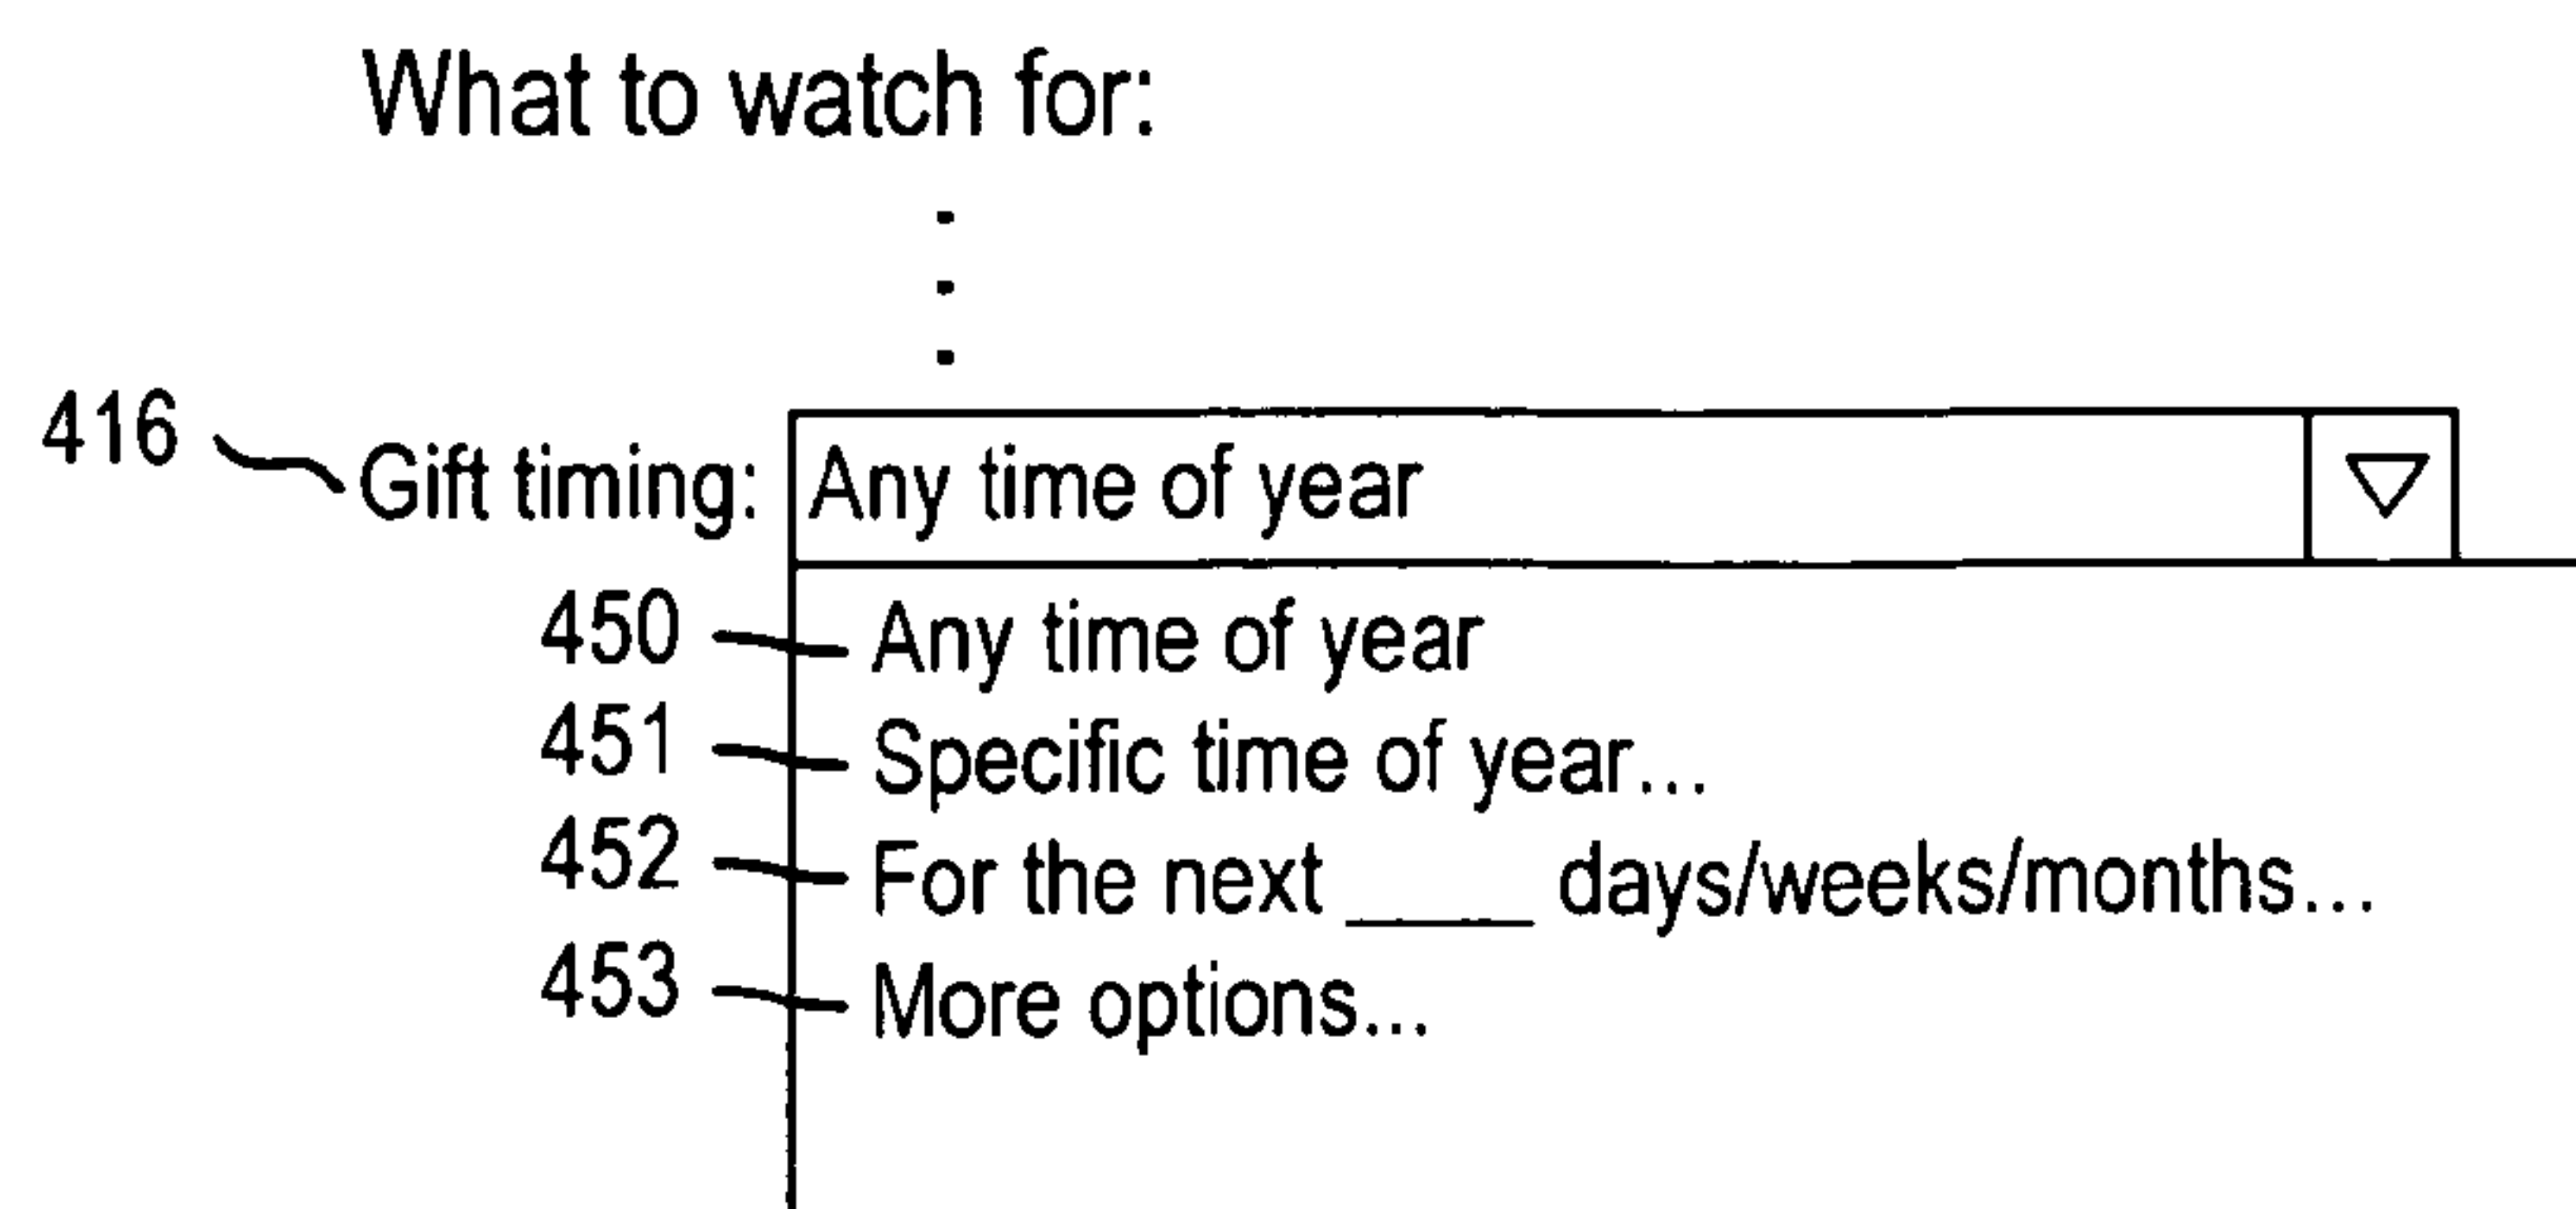 What to watch for:
416 Gift timing: Any time of year
450 Any time of year
451 Specific time of year...
452 For the next ____ days/weeks/months...
453 More options...